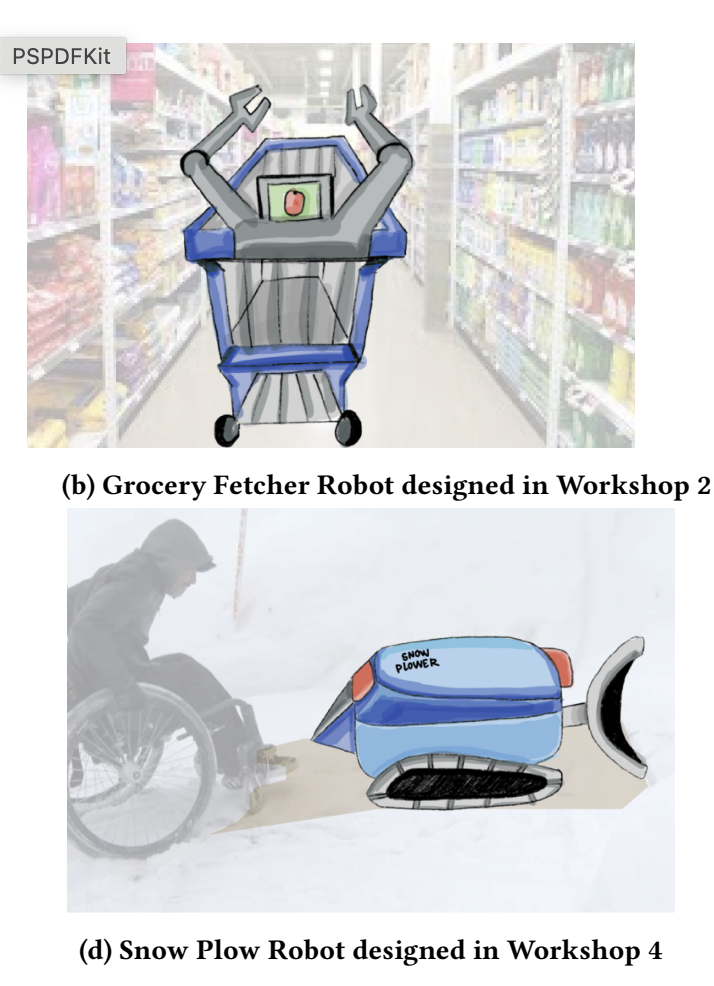 PSPDFKit
(b) Grocery Fetcher Robot designed in Workshop 2
SNOW
PLOWER
(d) Snow Plow Robot designed in Workshop 4